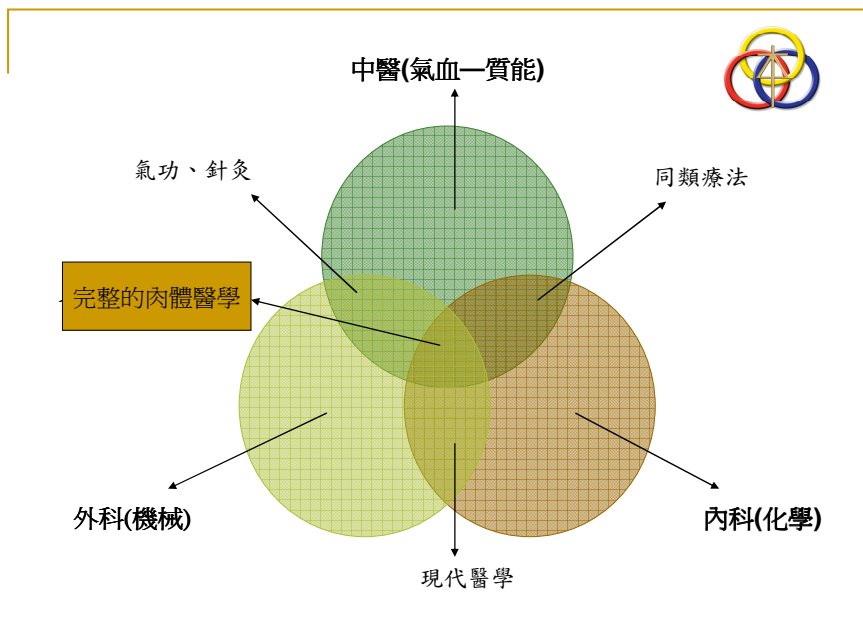 中醫(氣血—質能)
氣功、針灸
同類療法
完整的肉體醫學
外科(機械)
內科(化學)
現代醫學